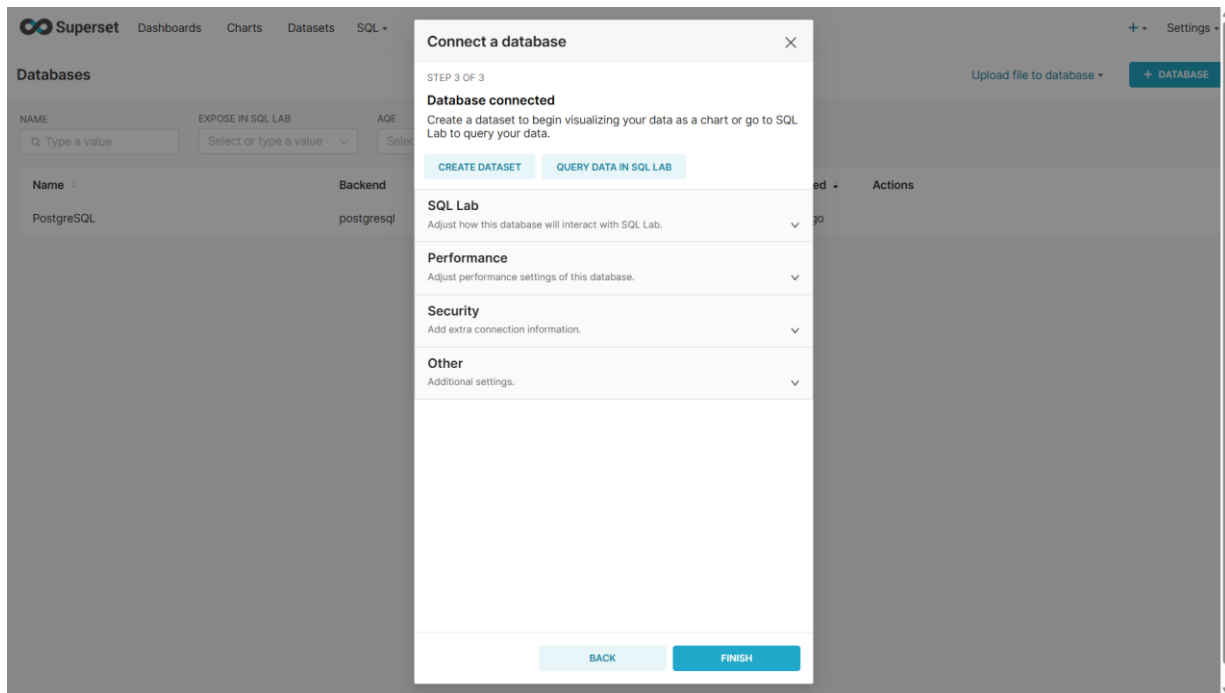 Superset Dashboards Charts Datasets SQL Settings
Databases Upload file to database + DATABASE
NAME EXPOSE IN SQL LAB AQE
Type a value Select or type a value Selec
Name Backend ed Actions
PostgreSQL postgresql go
Connect a database
STEP 3 OF 3
Database connected
Create a dataset to begin visualizing your data as a chart or go to SQL
Lab to query your data.
CREATE DATASET QUERY DATA IN SQL LAB
SQL Lab
Adjust how this database will interact with SQL Lab.
Performance
Adjust performance settings of this database.
Security
Add extra connection information.
Other
Additional settings.
BACK FINISH